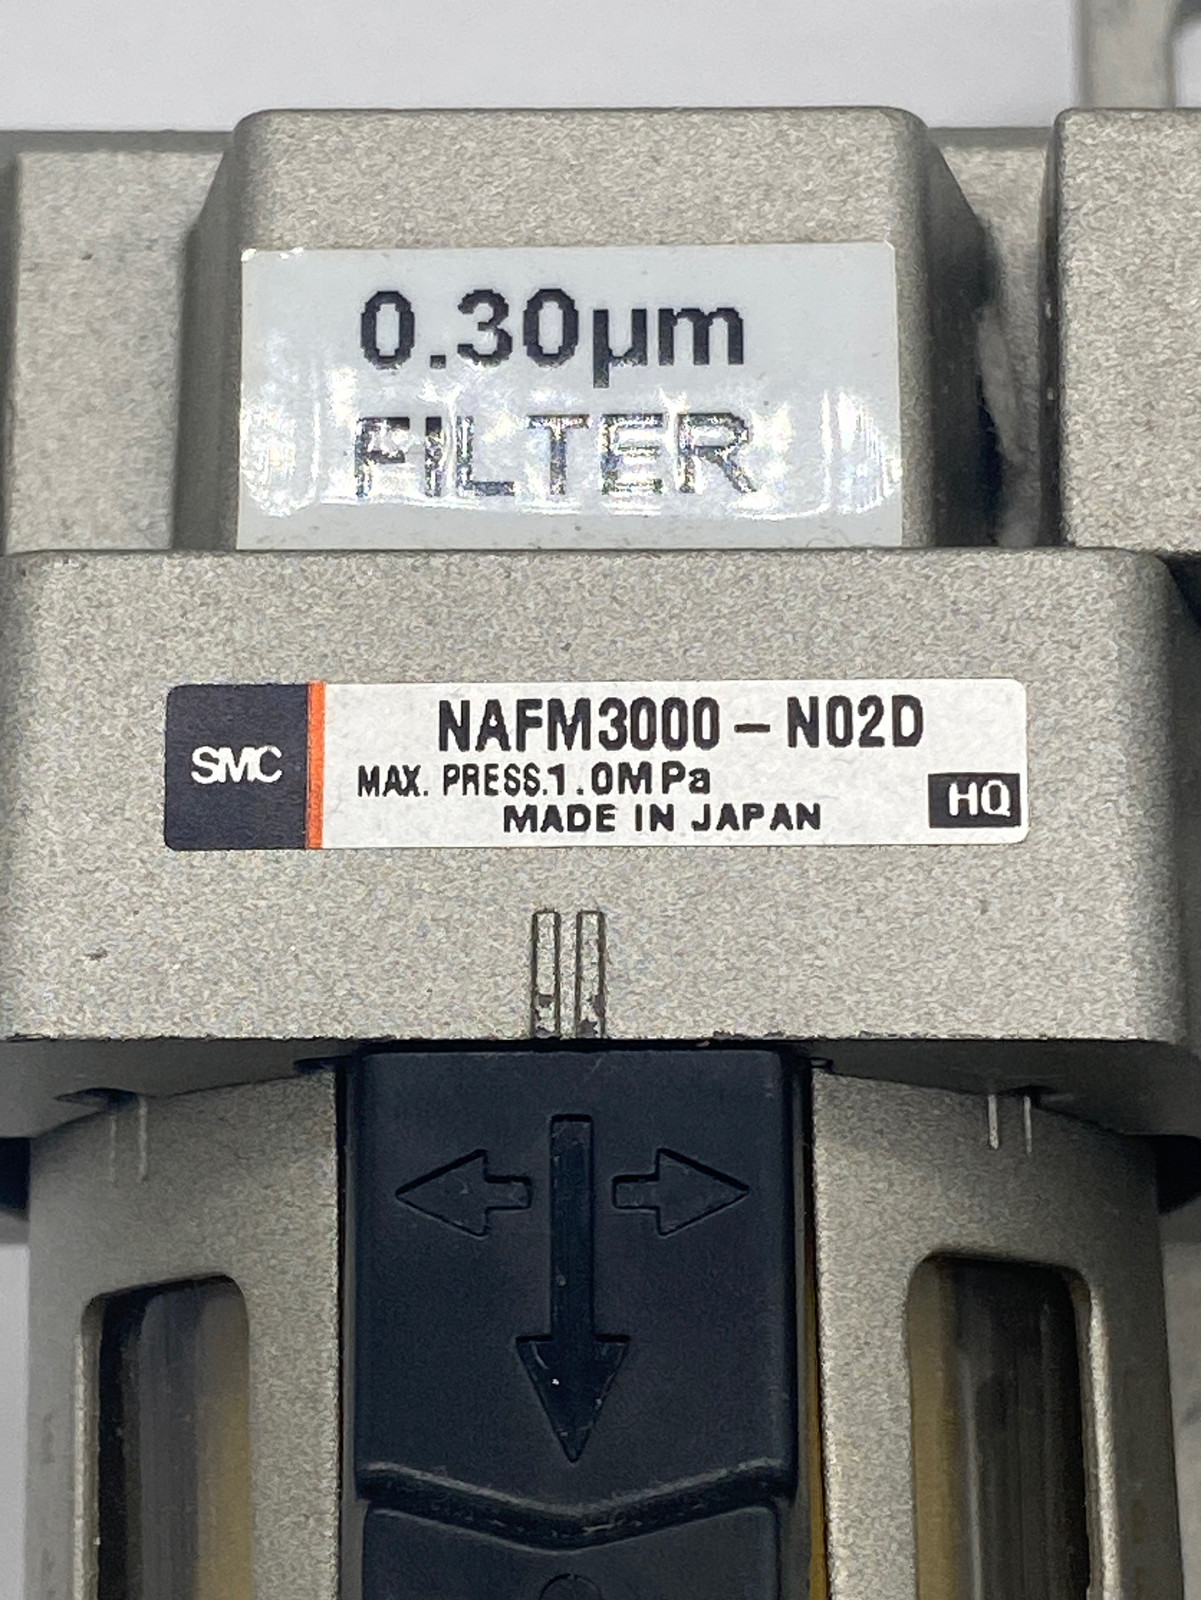 0.30µm
FILTER
SMC
NAFM3000-N02D
MAX. PRESS.1.0MPa
MADE IN JAPAN
HQ